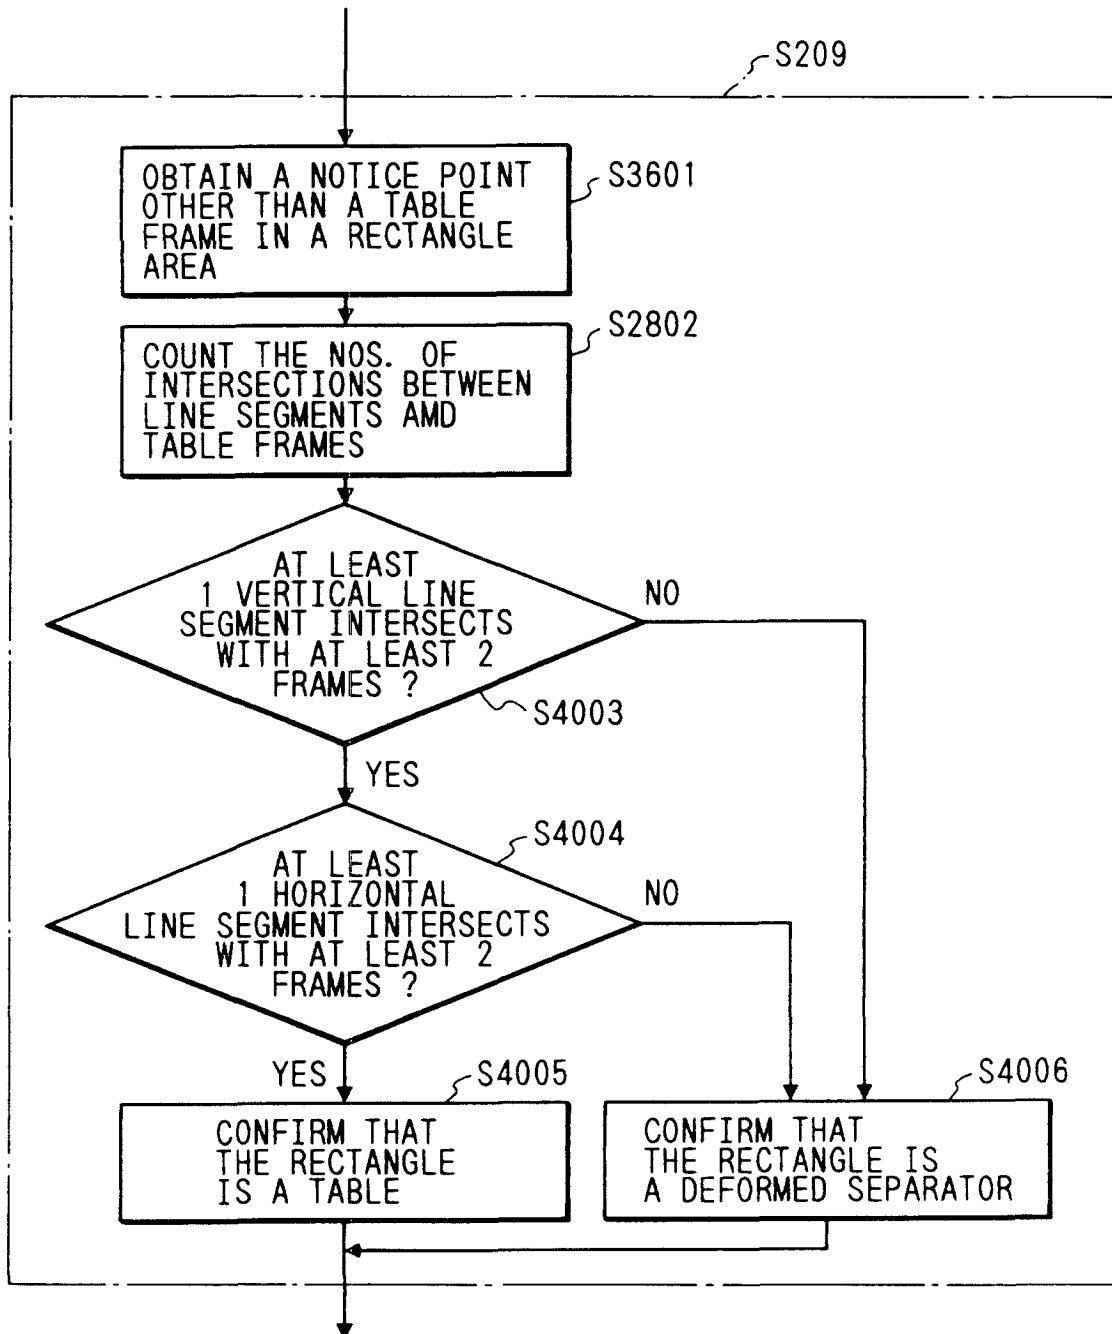 S209
OBTAIN A NOTICE POINT
OTHER THAN A TABLE
FRAME IN A RECTANGLE
AREA
S3601
COUNT THE NOS. OF
INTERSECTIONS BETWEEN
LINE SEGMENTS AMD
TABLE FRAMES
S2802
AT LEAST
1 VERTICAL LINE
SEGMENT INTERSECTS
WITH AT LEAST 2
FRAMES ?
NO
S4003
YES
S4004
AT LEAST
1 HORIZONTAL
LINE SEGMENT INTERSECTS
WITH AT LEAST 2
FRAMES ?
NO
YES
S4005
CONFIRM THAT
THE RECTANGLE
IS A TABLE
S4006
CONFIRM THAT
THE RECTANGLE IS
A DEFORMED SEPARATOR